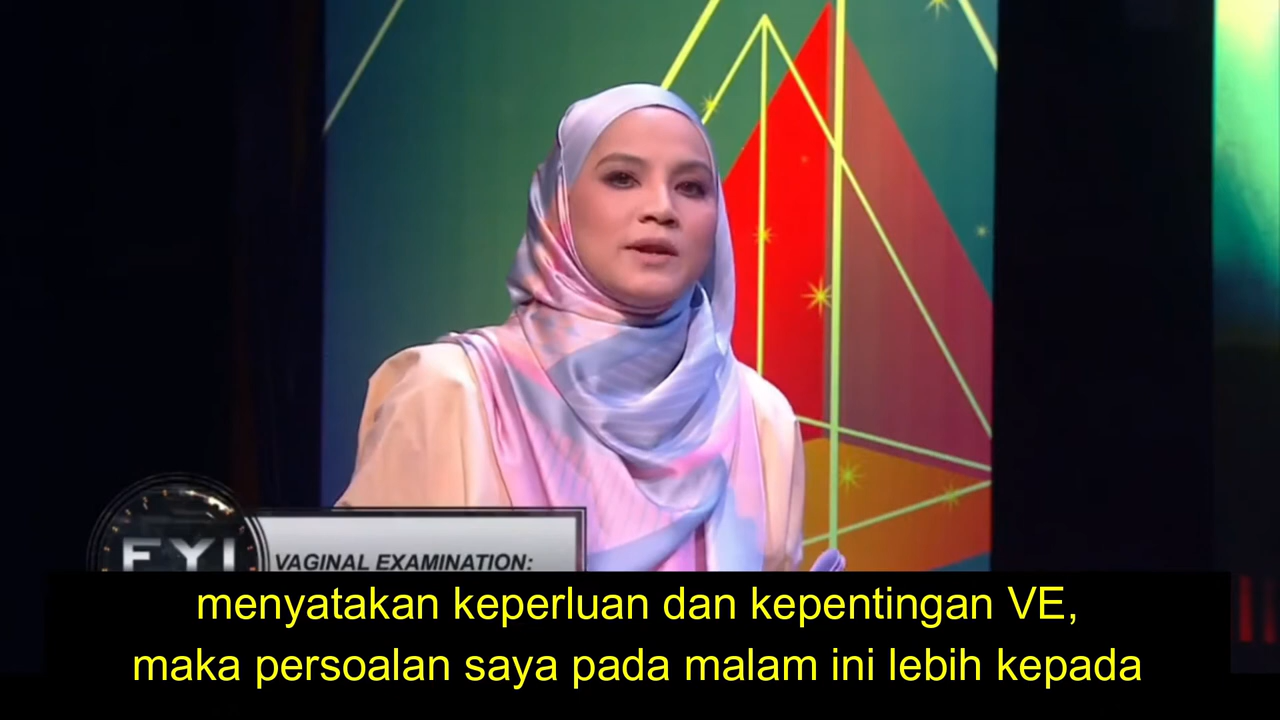 FYI
VAGINAL EXAMINATION:
menyatakan keperluan dan kepentingan VE,
maka persoalan saya pada malam ini lebih kepada